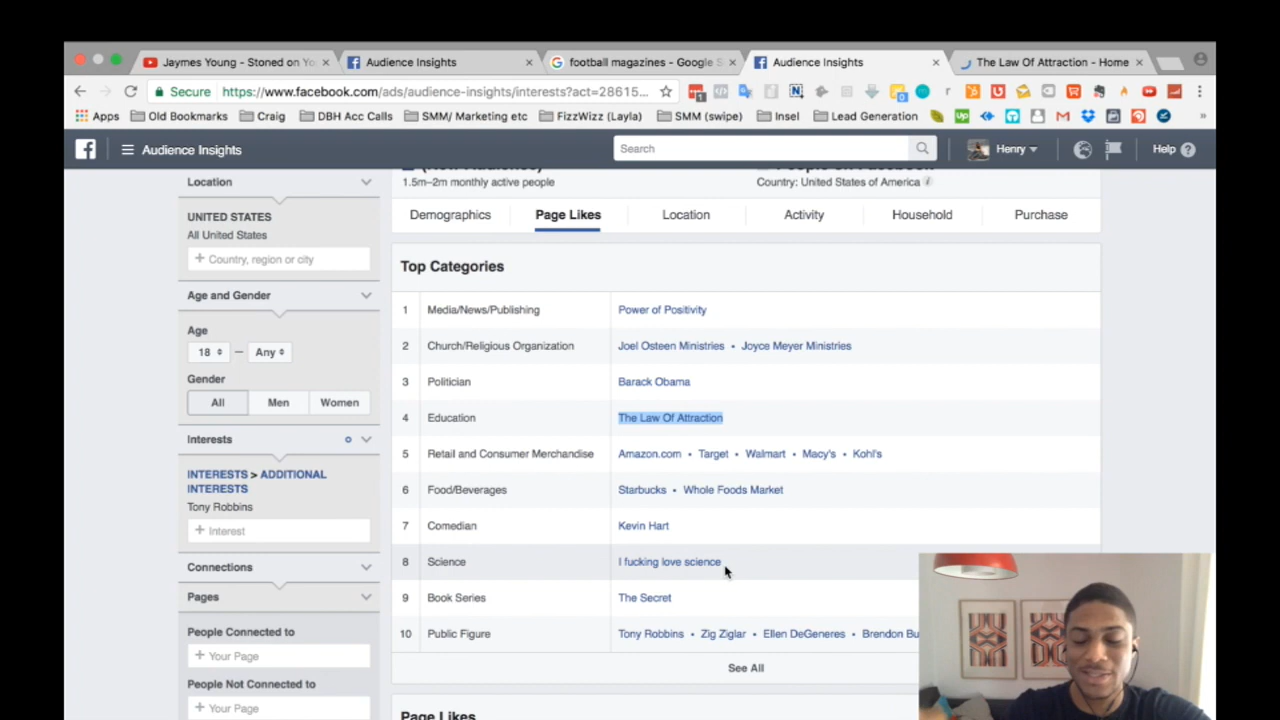 Jaymes Young - Stoned on Yo
Audience Insights
football magazines - Google S
Audience Insights
The Law Of Attraction - Home
Secure
https://www.facebook.com/ads/audience-insights/interests?act=28615...
Apps
Old Bookmarks
Craig
DBH Acc Calls
SMM/ Marketing etc
FizzWizz (Layla)
SMM (swipe)
Insel
Lead Generation
Audience Insights
Search
Henry
Help
Location
1.5m–2m monthly active people
People on Facebook
Country: United States of America
UNITED STATES
All United States
+ Country, region or city
Demographics
Page Likes
Location
Activity
Household
Purchase
Age and Gender
Age
18 – Any
Gender
All Men Women
Interests
INTERESTS > ADDITIONAL
INTERESTS
Tony Robbins
+ Interest
Connections
Pages
People Connected to
+ Your Page
People Not Connected to
+ Your Page
Top Categories
1 Media/News/Publishing Power of Positivity
2 Church/Religious Organization Joel Osteen Ministries • Joyce Meyer Ministries
3 Politician Barack Obama
4 Education The Law Of Attraction
5 Retail and Consumer Merchandise Amazon.com • Target • Walmart • Macy's • Kohl's
6 Food/Beverages Starbucks • Whole Foods Market
7 Comedian Kevin Hart
8 Science I fucking love science
9 Book Series The Secret
10 Public Figure Tony Robbins • Zig Ziglar • Ellen DeGeneres • Brendon Bu
See All
Page Likes